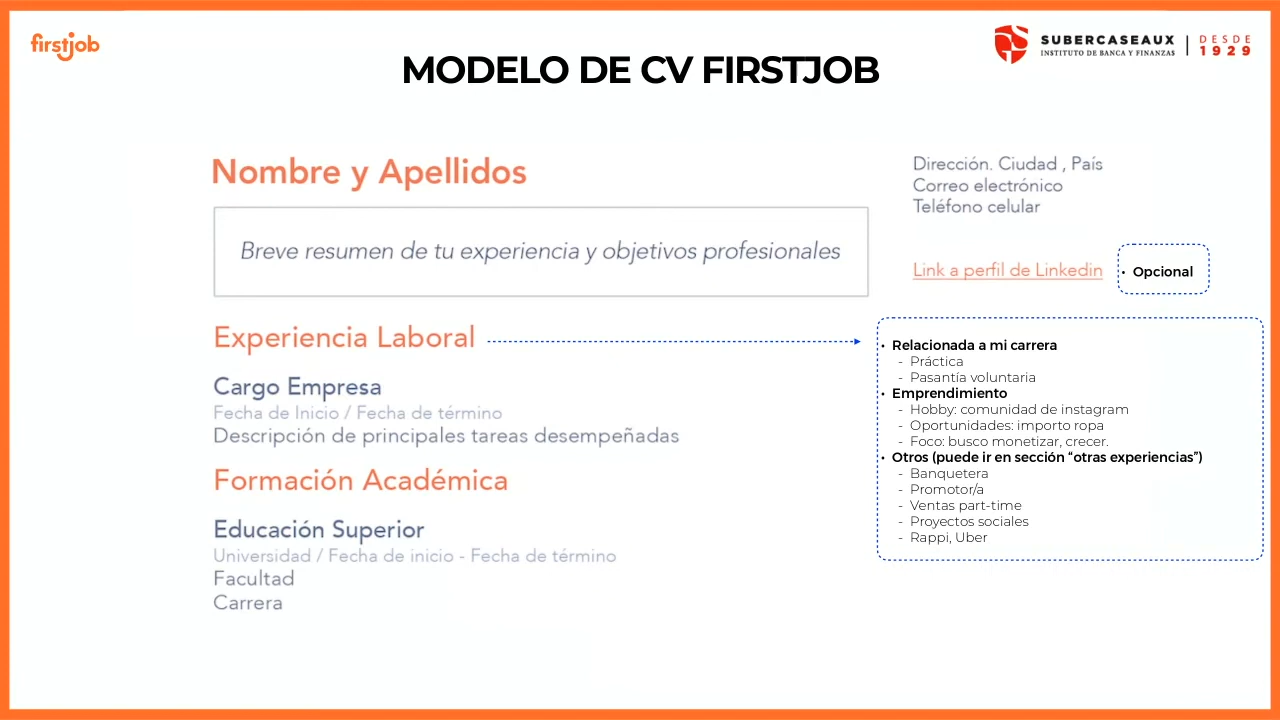 firstjob
SUBERCASEAUX
INSTITUTO DE BANCA Y FINANZAS
DESDE
1929
MODELO DE CV FIRSTJOB
Nombre y Apellidos
Breve resumen de tu experiencia y objetivos profesionales
Dirección. Ciudad , País
Correo electrónico
Teléfono celular
Link a perfil de Linkedin
• Opcional
Experiencia Laboral
Cargo Empresa
Fecha de Inicio / Fecha de término
Descripción de principales tareas desempeñadas
Formación Académica
Educación Superior
Universidad / Fecha de inicio - Fecha de término
Facultad
Carrera
• Relacionada a mi carrera
- Práctica
- Pasantía voluntaria
• Emprendimiento
- Hobby: comunidad de instagram
- Oportunidades: importo ropa
- Foco: busco monetizar, crecer.
• Otros (puede ir en sección “otras experiencias”)
- Banquetera
- Promotor/a
- Ventas part-time
- Proyectos sociales
- Rappi, Uber